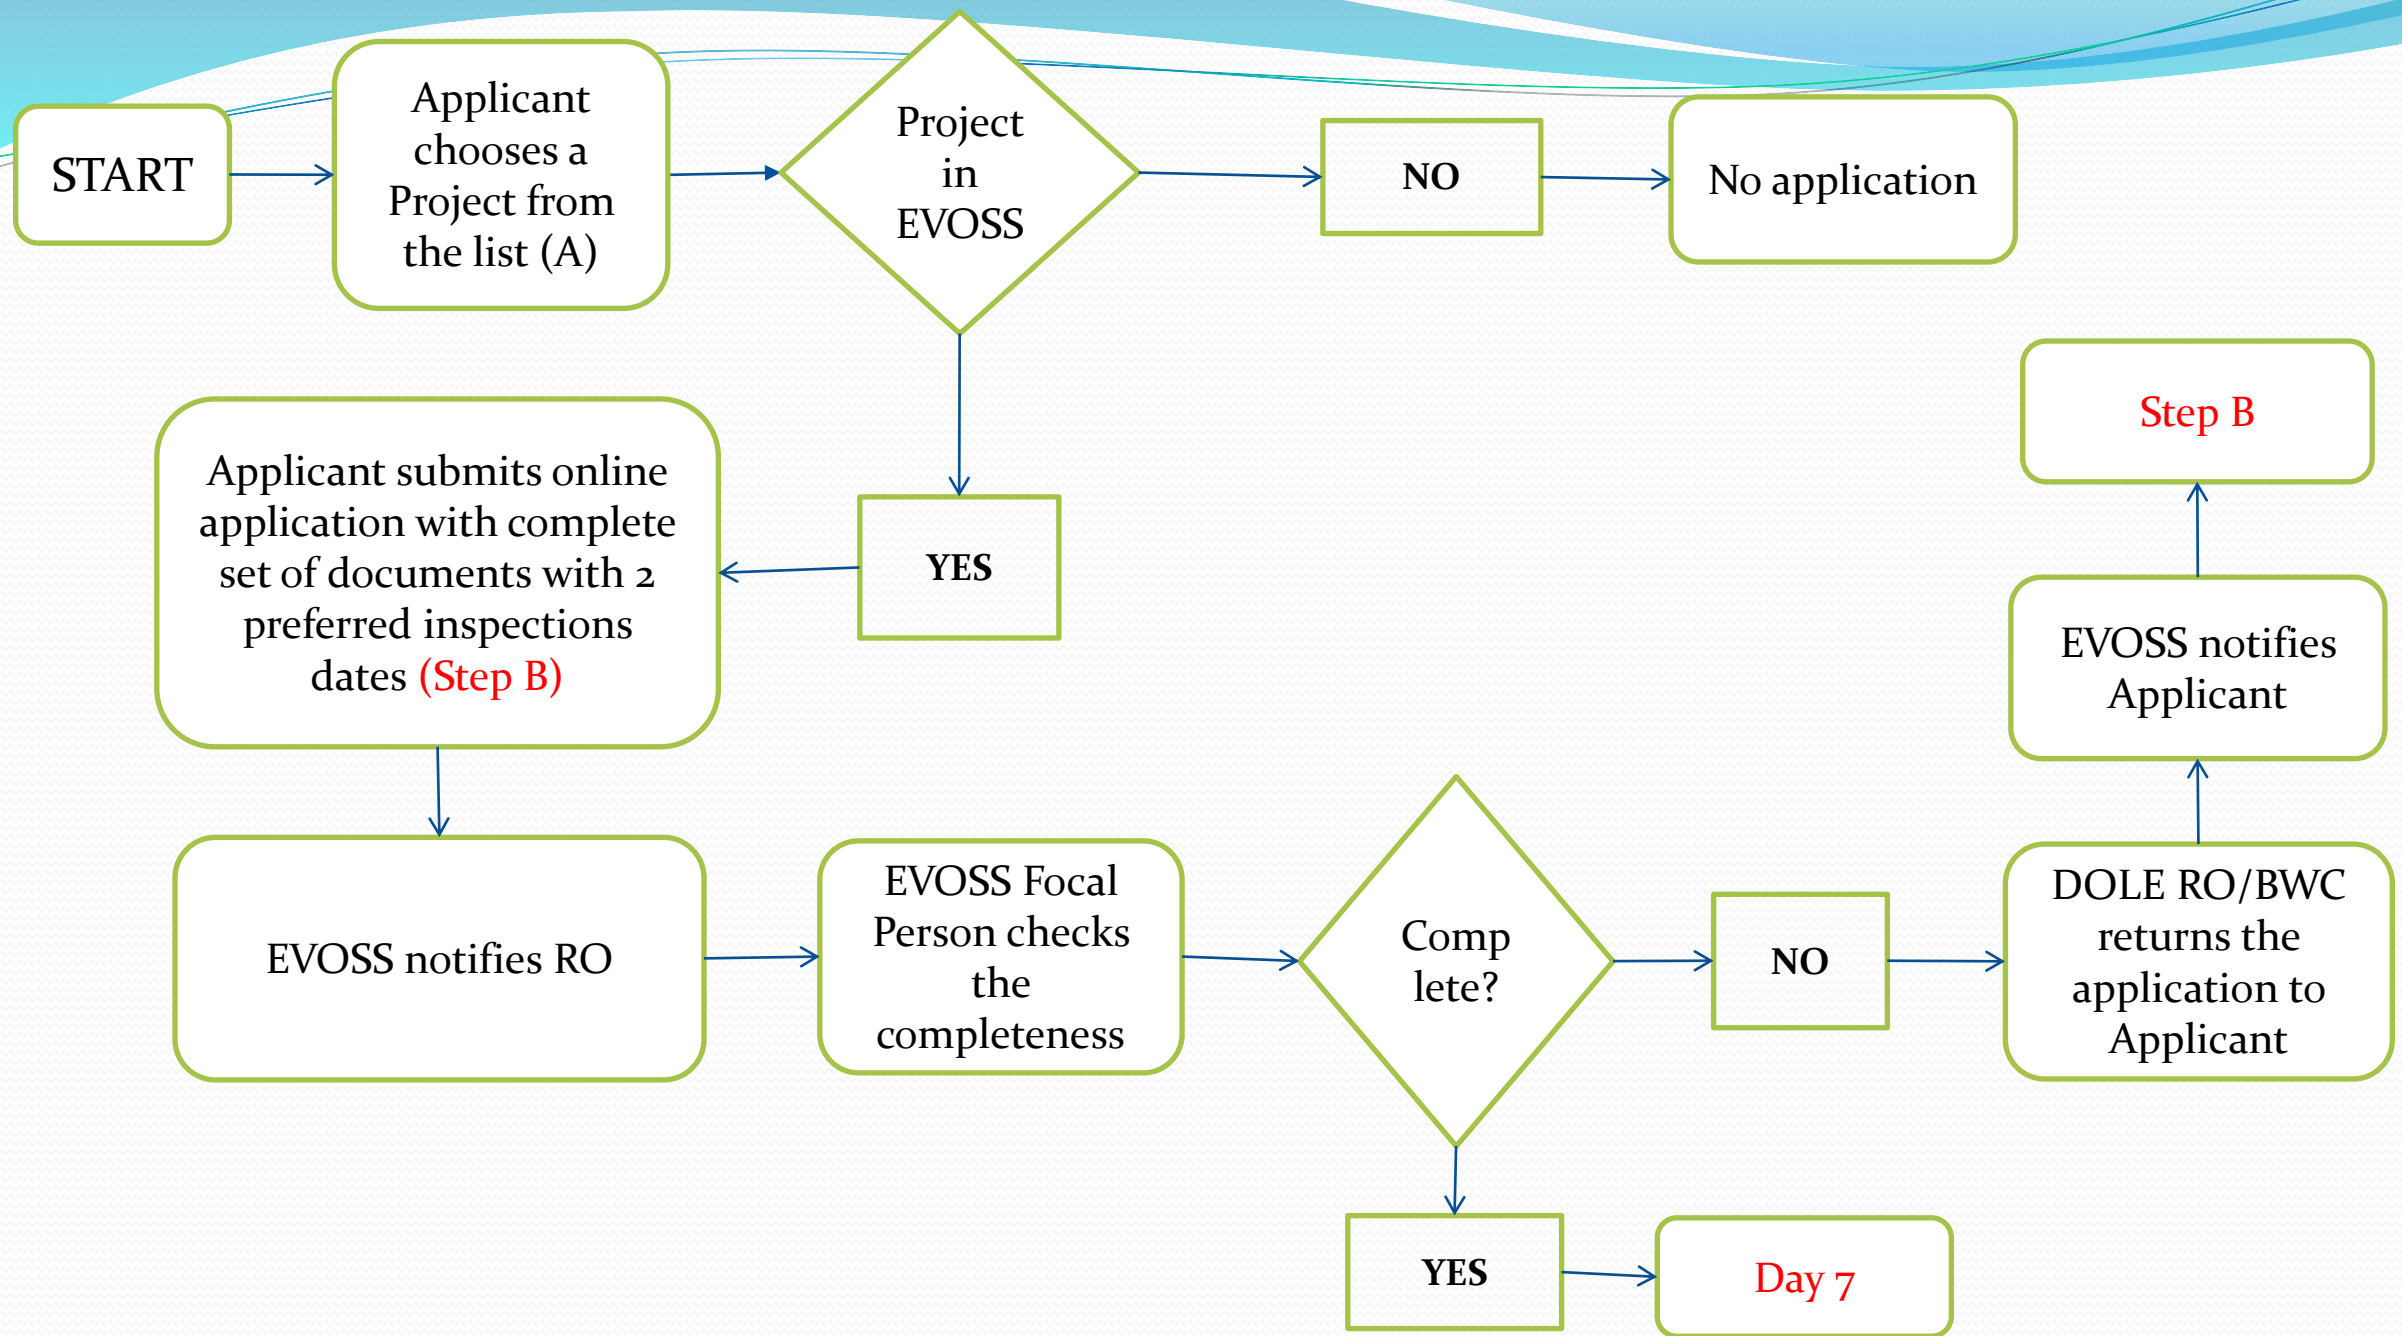 START
Applicant
chooses a
Project from
the list (A)
Project
in
EVOSS
NO
No application
YES
Applicant submits online
application with complete
set of documents with 2
preferred inspections
dates (Step B)
Step B
EVOSS notifies
Applicant
EVOSS notifies RO
EVOSS Focal
Person checks
the
completeness
Comp
lete?
NO
DOLE RO/BWC
returns the
application to
Applicant
YES
Day 7